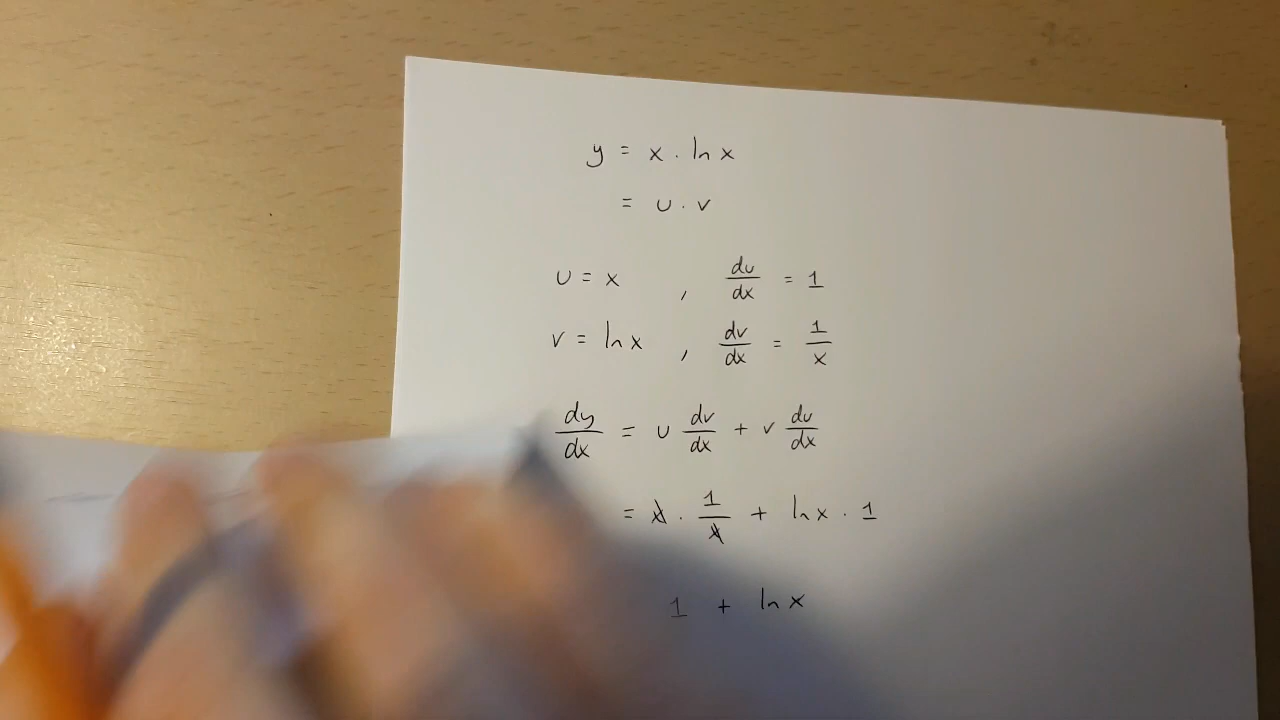 y = x . ln x
= u . v
u = x , du/dx = 1
v = ln x , dv/dx = 1/x
dy/dx = u dv/dx + v du/dx
= x . 1/x + ln x . 1
1 + ln x